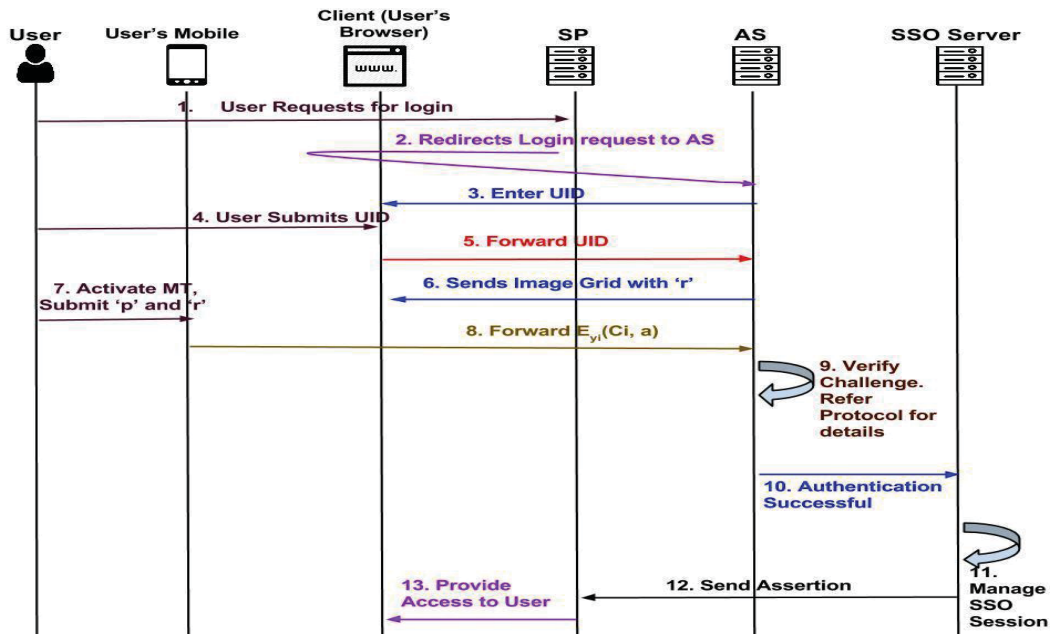 User
User's Mobile
Client (User's
Browser)
SP
AS
SSO Server
www.
1. User Requests for login
2. Redirects Login request to AS
3. Enter UID
4. User Submits UID
5. Forward UID
6. Sends Image Grid with ‘r’
7. Activate MT,
Submit ‘p’ and ‘r’
8. Forward Eyi(Ci, a)
9. Verify
Challenge.
Refer
Protocol for
details
10. Authentication
Successful
11.
Manage
SSO
Session
12. Send Assertion
13. Provide
Access to User